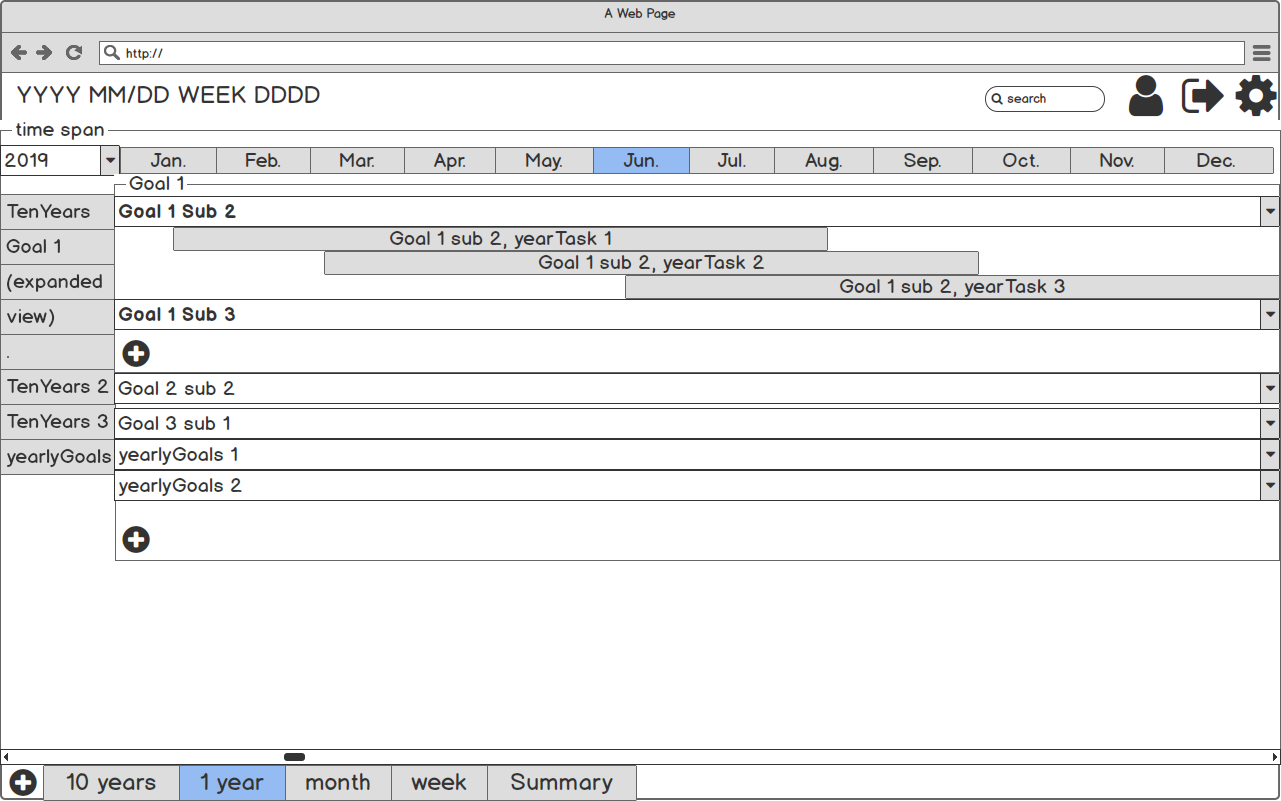 A Web Page
http://
YYYY MM/DD WEEK DDDD
search
time span
2019 Jan. Feb. Mar. Apr. May. Jun. Jul. Aug. Sep. Oct. Nov. Dec.
Goal 1
TenYears Goal 1 Sub 2
Goal 1 sub 2, yearTask 1
Goal 1
Goal 1 sub 2, yearTask 2
(expanded
Goal 1 sub 2, yearTask 3
view) Goal 1 Sub 3
.
TenYears 2 Goal 2 sub 2
TenYears 3 Goal 3 sub 1
yearlyGoals yearlyGoals 1
yearlyGoals 2
10 years 1 year month week Summary